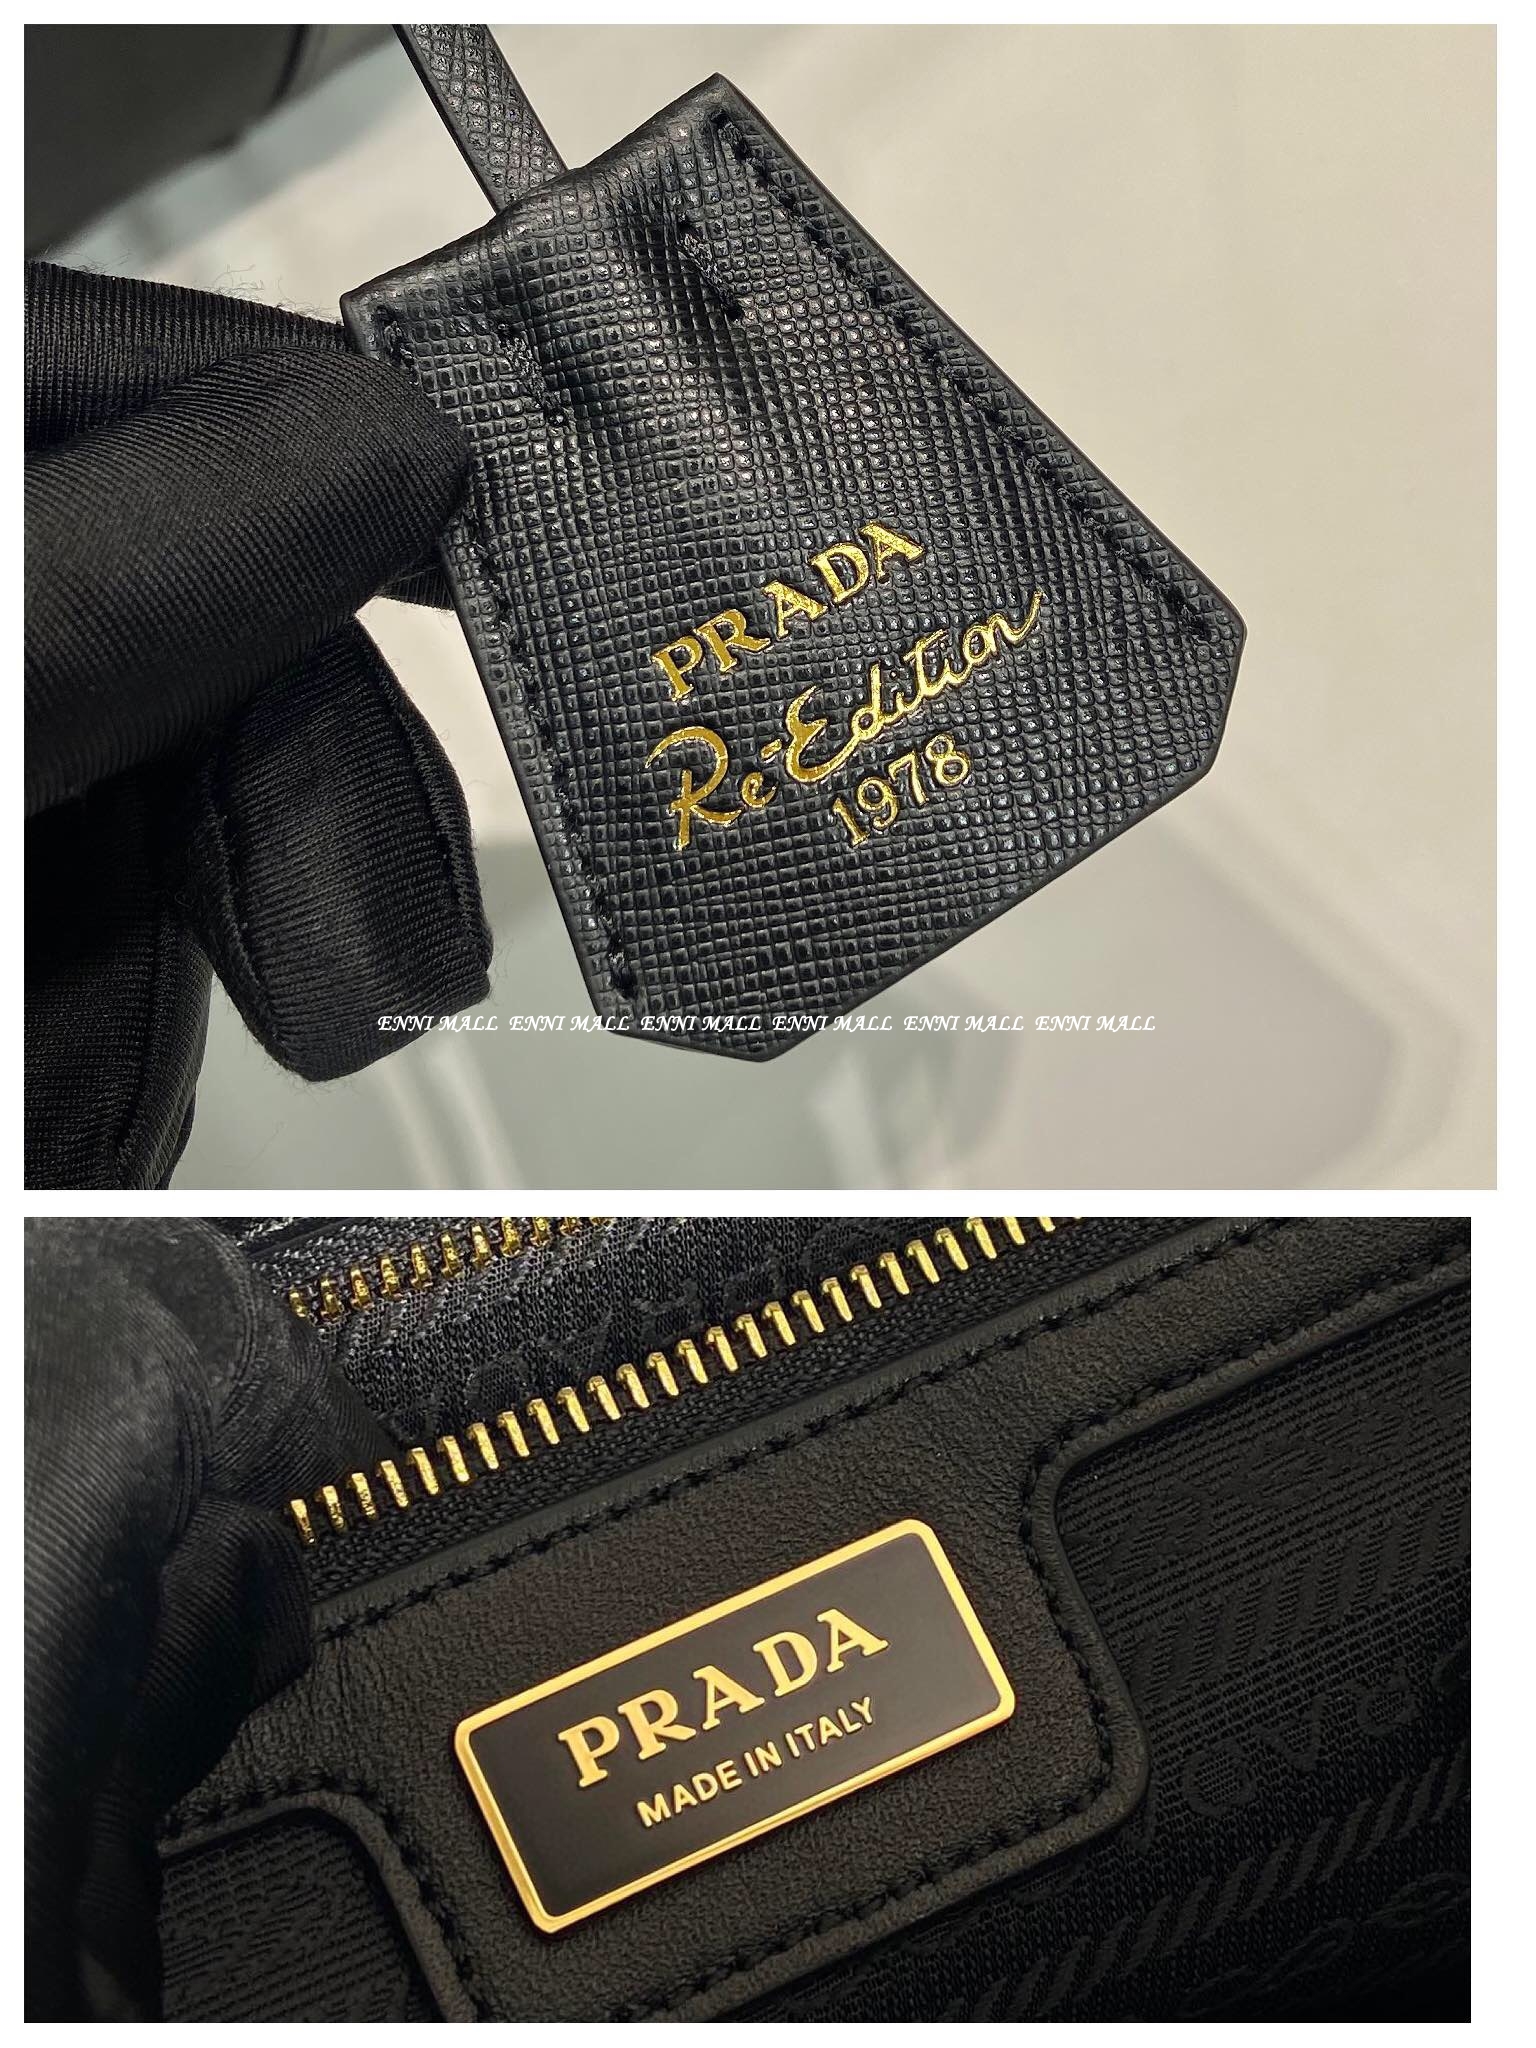 PRADA
Ré-Edition
1978
ENNI MALL ENNI MALL ENNI MALL ENNI MALL ENNI MALL ENNI MALL
PRADA
MADE IN ITALY